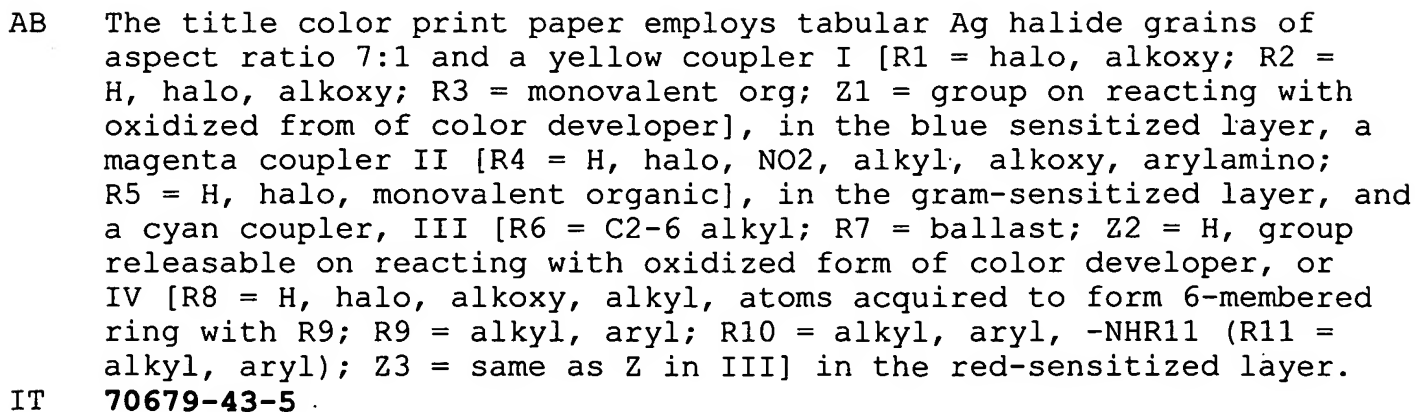 AB The title color print paper employs tabular Ag halide grains of
aspect ratio 7:1 and a yellow coupler I [R1 = halo, alkoxy; R2 =
H, halo, alkoxy; R3 = monovalent org; Z1 = group on reacting with
oxidized from of color developer], in the blue sensitized layer, a
magenta coupler II [R4 = H, halo, NO2, alkyl, alkoxy, arylamino;
R5 = H, halo, monovalent organic], in the gram-sensitized layer, and
a cyan coupler, III [R6 = C2-6 alkyl; R7 = ballast; Z2 = H, group
releasable on reacting with oxidized form of color developer, or
IV [R8 = H, halo, alkoxy, alkyl, atoms acquired to form 6-membered
ring with R9; R9 = alkyl, aryl; R10 = alkyl, aryl, -NHR11 (R11 =
alkyl, aryl); Z3 = same as Z in III] in the red-sensitized layer.
IT 70679-43-5